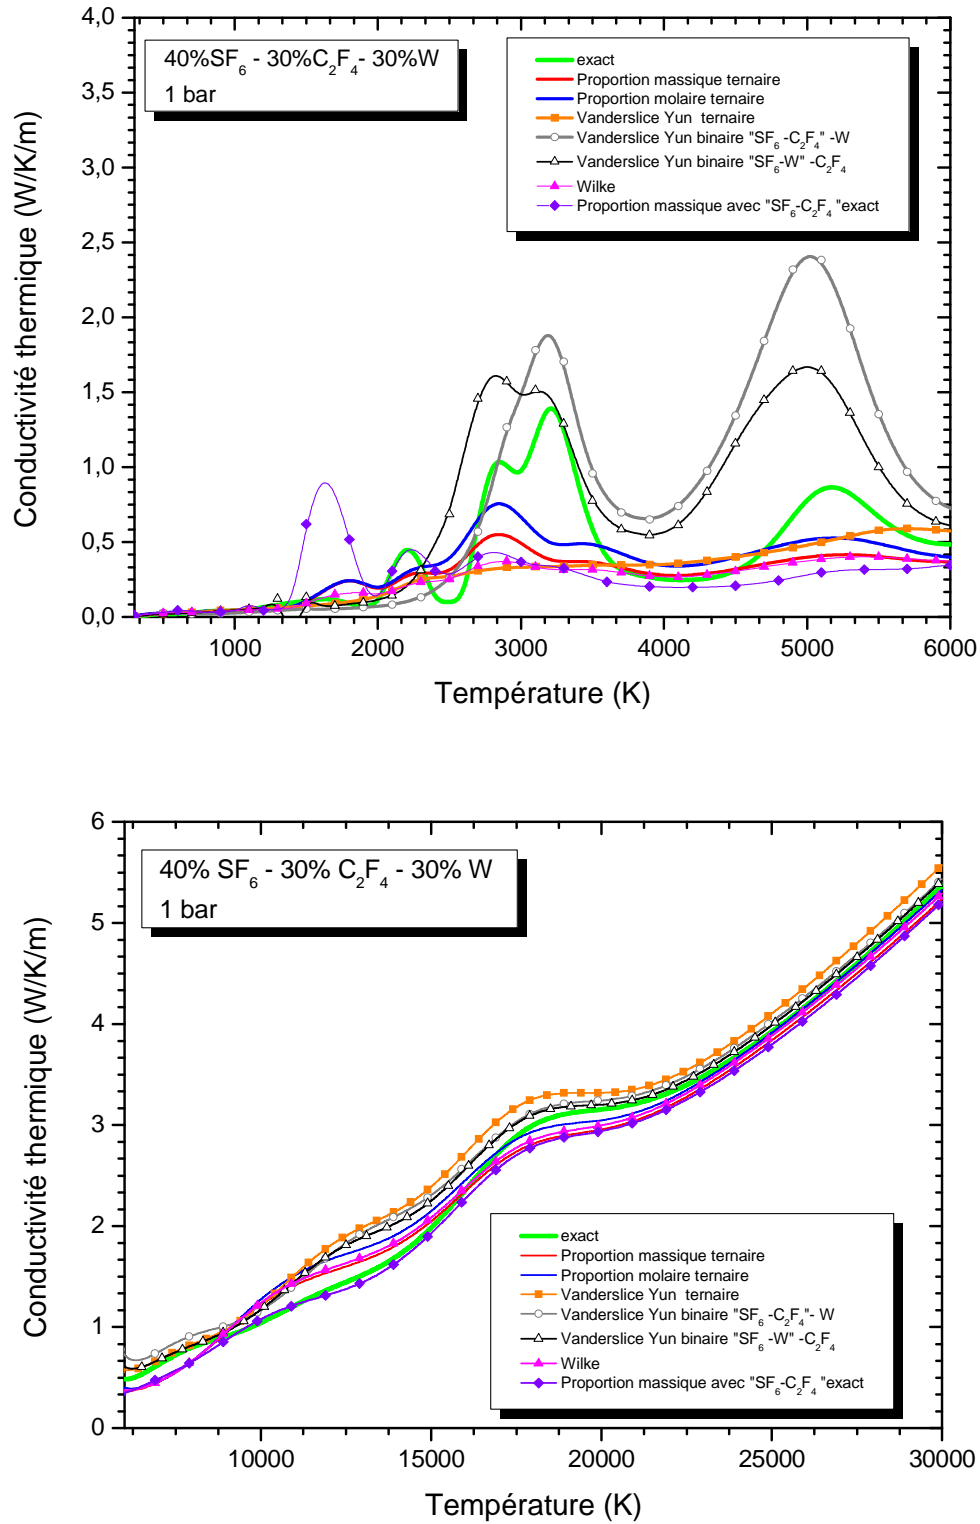 4,0
3,5
3,0
2,5
2,0
1,5
1,0
0,5
0,0
Conductivité thermique (W/K/m)
40%SF6 - 30%C2F4- 30%W
1 bar
exact
Proportion massique ternaire
Proportion molaire ternaire
Vanderslice Yun ternaire
Vanderslice Yun binaire "SF6 -C2F4" -W
Vanderslice Yun binaire "SF6-W" -C2F4
Wilke
Proportion massique avec "SF6-C2F4 "exact
1000 2000 3000 4000 5000 6000
Température (K)
6
5
4
3
2
1
0
Conductivité thermique (W/K/m)
40% SF6 - 30% C2F4 - 30% W
1 bar
exact
Proportion massique ternaire
Proportion molaire ternaire
Vanderslice Yun ternaire
Vanderslice Yun binaire "SF6 -C2F4"- W
Vanderslice Yun binaire "SF6 -W" -C2F4
Wilke
Proportion massique avec "SF6-C2F4 "exact
10000 15000 20000 25000 30000
Température (K)